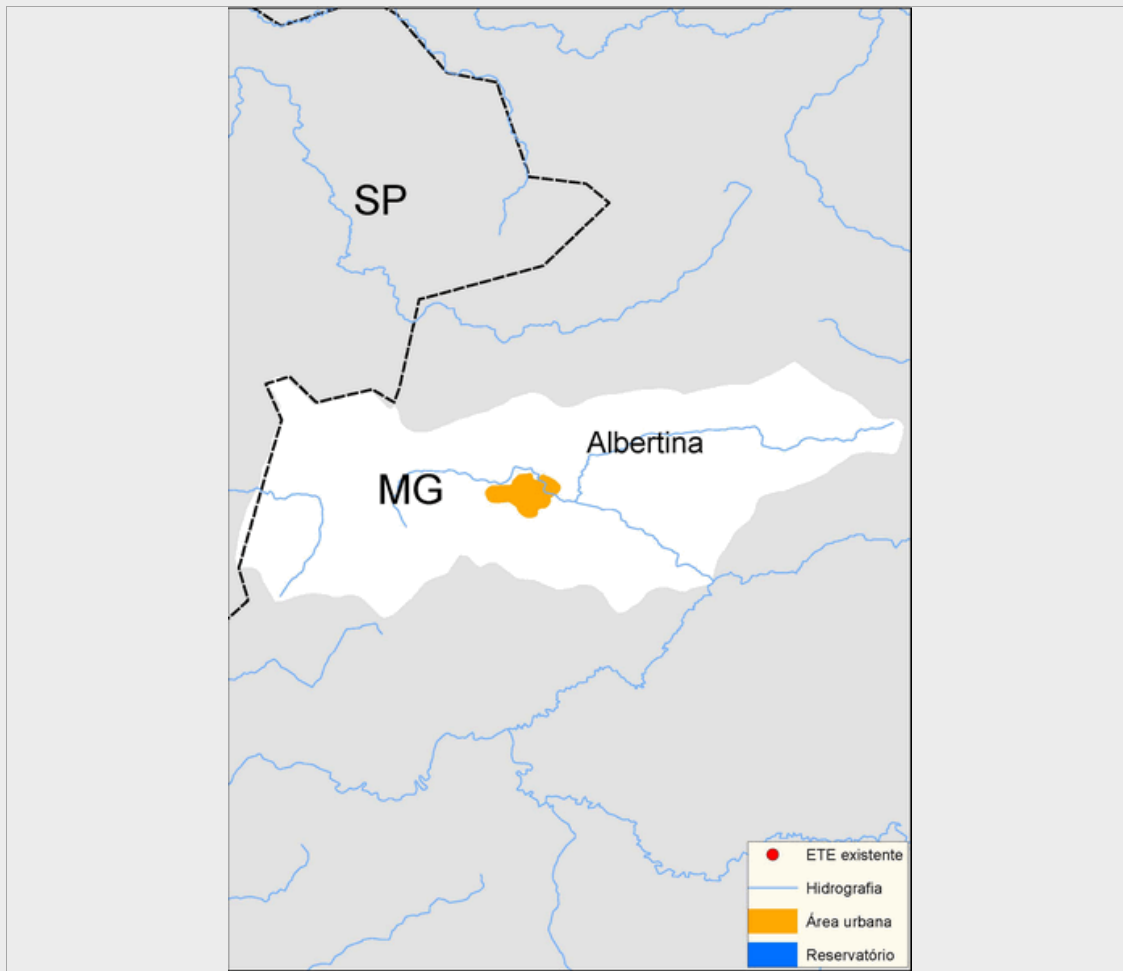 SP
Albertina
MG
ETE existente
Hidrografia
Área urbana
Reservatório